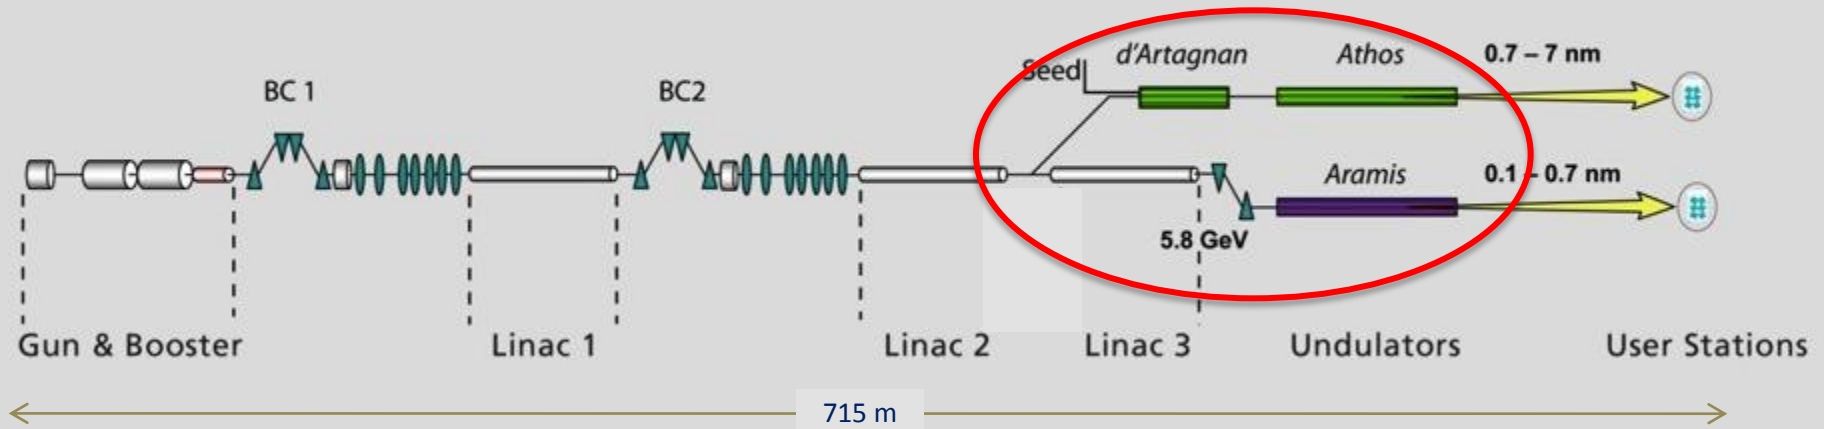 BC 1
BC2
Seed
d'Artagnan
Athos
0.7 – 7 nm
Aramis
0.1 – 0.7 nm
5.8 GeV
Gun & Booster
Linac 1
Linac 2
Linac 3
Undulators
User Stations
715 m